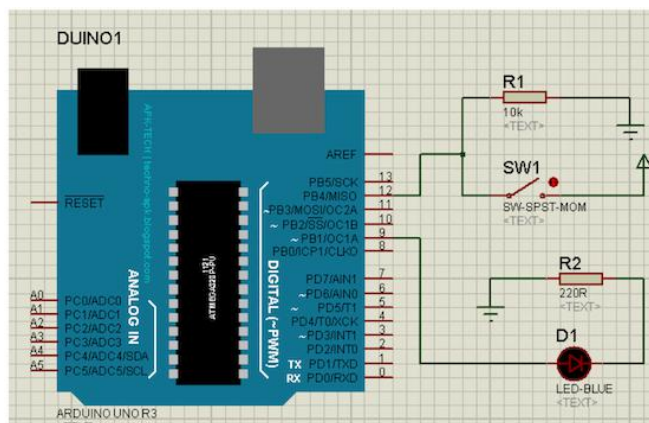 DUINO1
AREF
RESET
PB5/SCK 13
PB4/MISO 12
~PB3/MOSI/OC2A 11
~ PB2/SS/OC1B 10
~ PB1/OC1A 9
PB0/ICP1/CLKO 8
PD7/AIN1 7
~PD6/AIN0 6
~ PD5/T1 5
PD4/T0/XCK 4
~ PD3/INT1 3
PD2/INT0 2
TX PD1/TXD 1
RX PD0/RXD 0
A0 PC0/ADC0
A1 PC1/ADC1
A2 PC2/ADC2
A3 PC3/ADC3
A4 PC4/ADC4/SDA
A5 PC5/ADC5/SCL
ANALOG IN
DIGITAL (~PWM)
ATMEGA328P-PU
1121
ARDUINO UNO R3
R1
10k
<TEXT>
SW1
SW-SPST-MOM
<TEXT>
R2
220R
<TEXT>
D1
LED-BLUE
<TEXT>